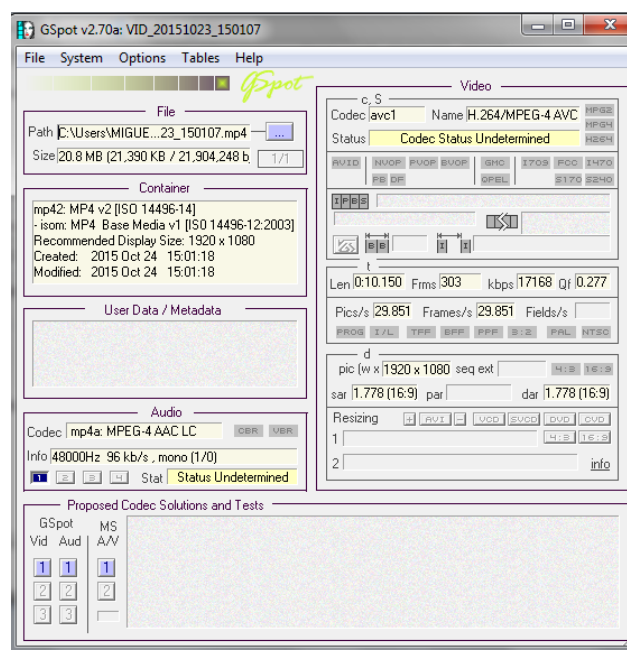 GSpot v2.70a: VID_20151023_150107
File System Options Tables Help
GSpot
File
Path C:\Users\MIGUE...23_150107.mp4 ...
Size 20.8 MB (21,390 KB / 21,904,248 b 1/1
Container
mp42: MP4 v2 [ISO 14496-14]
- isom: MP4 Base Media v1 [IS0 14496-12:2003]
Recommended Display Size: 1920 x 1080
Created: 2015 Oct 24 15:01:18
Modified: 2015 Oct 24 15:01:18
User Data / Metadata
Audio
Codec mp4a: MPEG-4 AAC LC CBR VBR
Info 48000Hz 96 kb/s , mono (1/0)
1 2 3 4 Stat Status Undetermined
Video
c, S
Codec avc1 Name H.264/MPEG-4 AVC MPG2
MPG4
Status Codec Status Undetermined H264
AVID NVOP PVOP BVOP GMC I709 FCC I470
PB DF QPEL S170 S240
I P B S
B B I I
t
Len 0:10.150 Frms 303 kbps 17168 Qf 0.277
Pics/s 29.851 Frames/s 29.851 Fields/s
PROG I/L TFF BFF PPF 3:2 PAL NTSC
d
pic (w x 1920 x 1080 seq ext 4:3 16:9
sar 1.778 (16:9) par dar 1.778 (16:9)
Resizing + AVI - VCD SVCD DVD CVD
1 4:3 16:9
2 info
Proposed Codec Solutions and Tests
GSpot MS
Vid Aud A/V
1 1 1
2 2 2
3 3